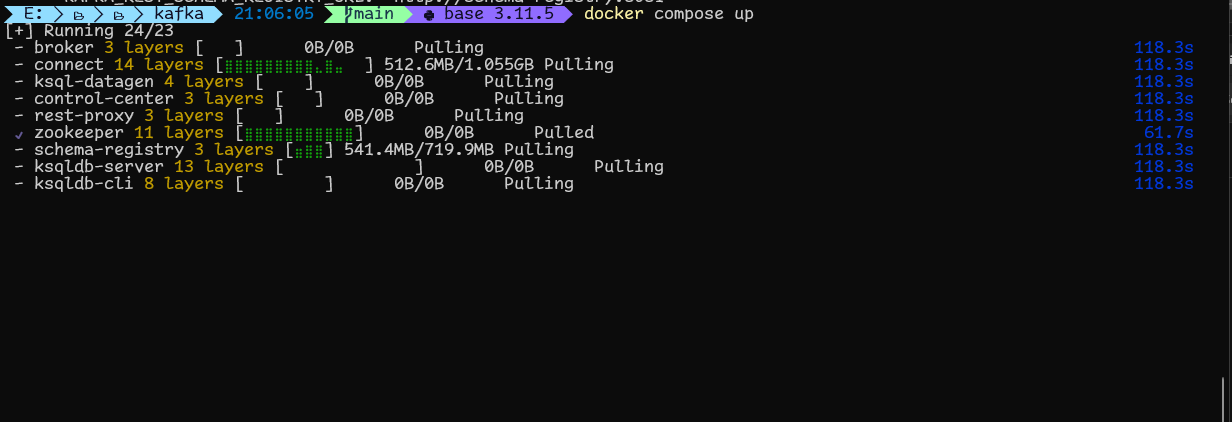 E: kafka 21:06:05 main base 3.11.5 docker compose up
[+] Running 24/23
- broker 3 layers [ ] 0B/0B Pulling 118.3s
- connect 14 layers [⣿⣿⣿⣿⣿⣿⣿⣿⣿⣄⣿⣤ ] 512.6MB/1.055GB Pulling 118.3s
- ksql-datagen 4 layers [ ] 0B/0B Pulling 118.3s
- control-center 3 layers [ ] 0B/0B Pulling 118.3s
- rest-proxy 3 layers [ ] 0B/0B Pulling 118.3s
✓ zookeeper 11 layers [⣿⣿⣿⣿⣿⣿⣿⣿⣿⣿⣿] 0B/0B Pulled 61.7s
- schema-registry 3 layers [⣶⣿⣿] 541.4MB/719.9MB Pulling 118.3s
- ksqldb-server 13 layers [ ] 0B/0B Pulling 118.3s
- ksqldb-cli 8 layers [ ] 0B/0B Pulling 118.3s